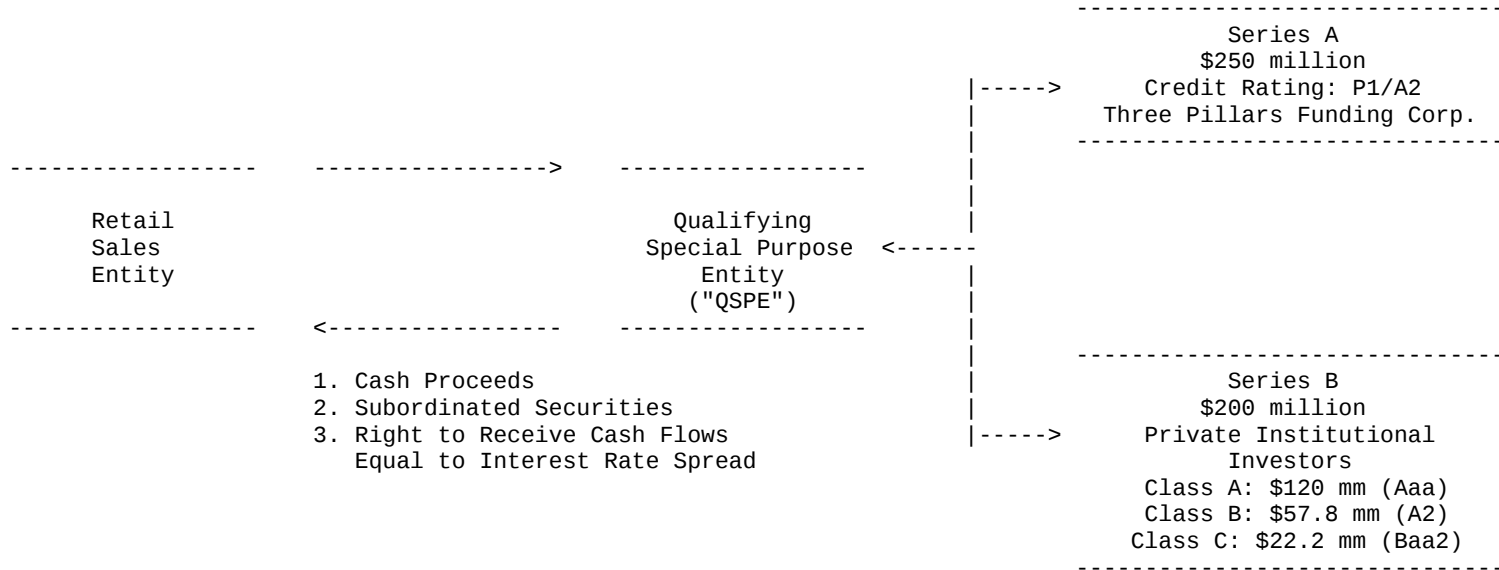 Series A
$250 million
Credit Rating: P1/A2
Three Pillars Funding Corp.
Retail
Sales
Entity
Qualifying
Special Purpose
Entity
("QSPE")
1. Cash Proceeds
2. Subordinated Securities
3. Right to Receive Cash Flows
Equal to Interest Rate Spread
Series B
$200 million
Private Institutional
Investors
Class A: $120 mm (Aaa)
Class B: $57.8 mm (A2)
Class C: $22.2 mm (Baa2)